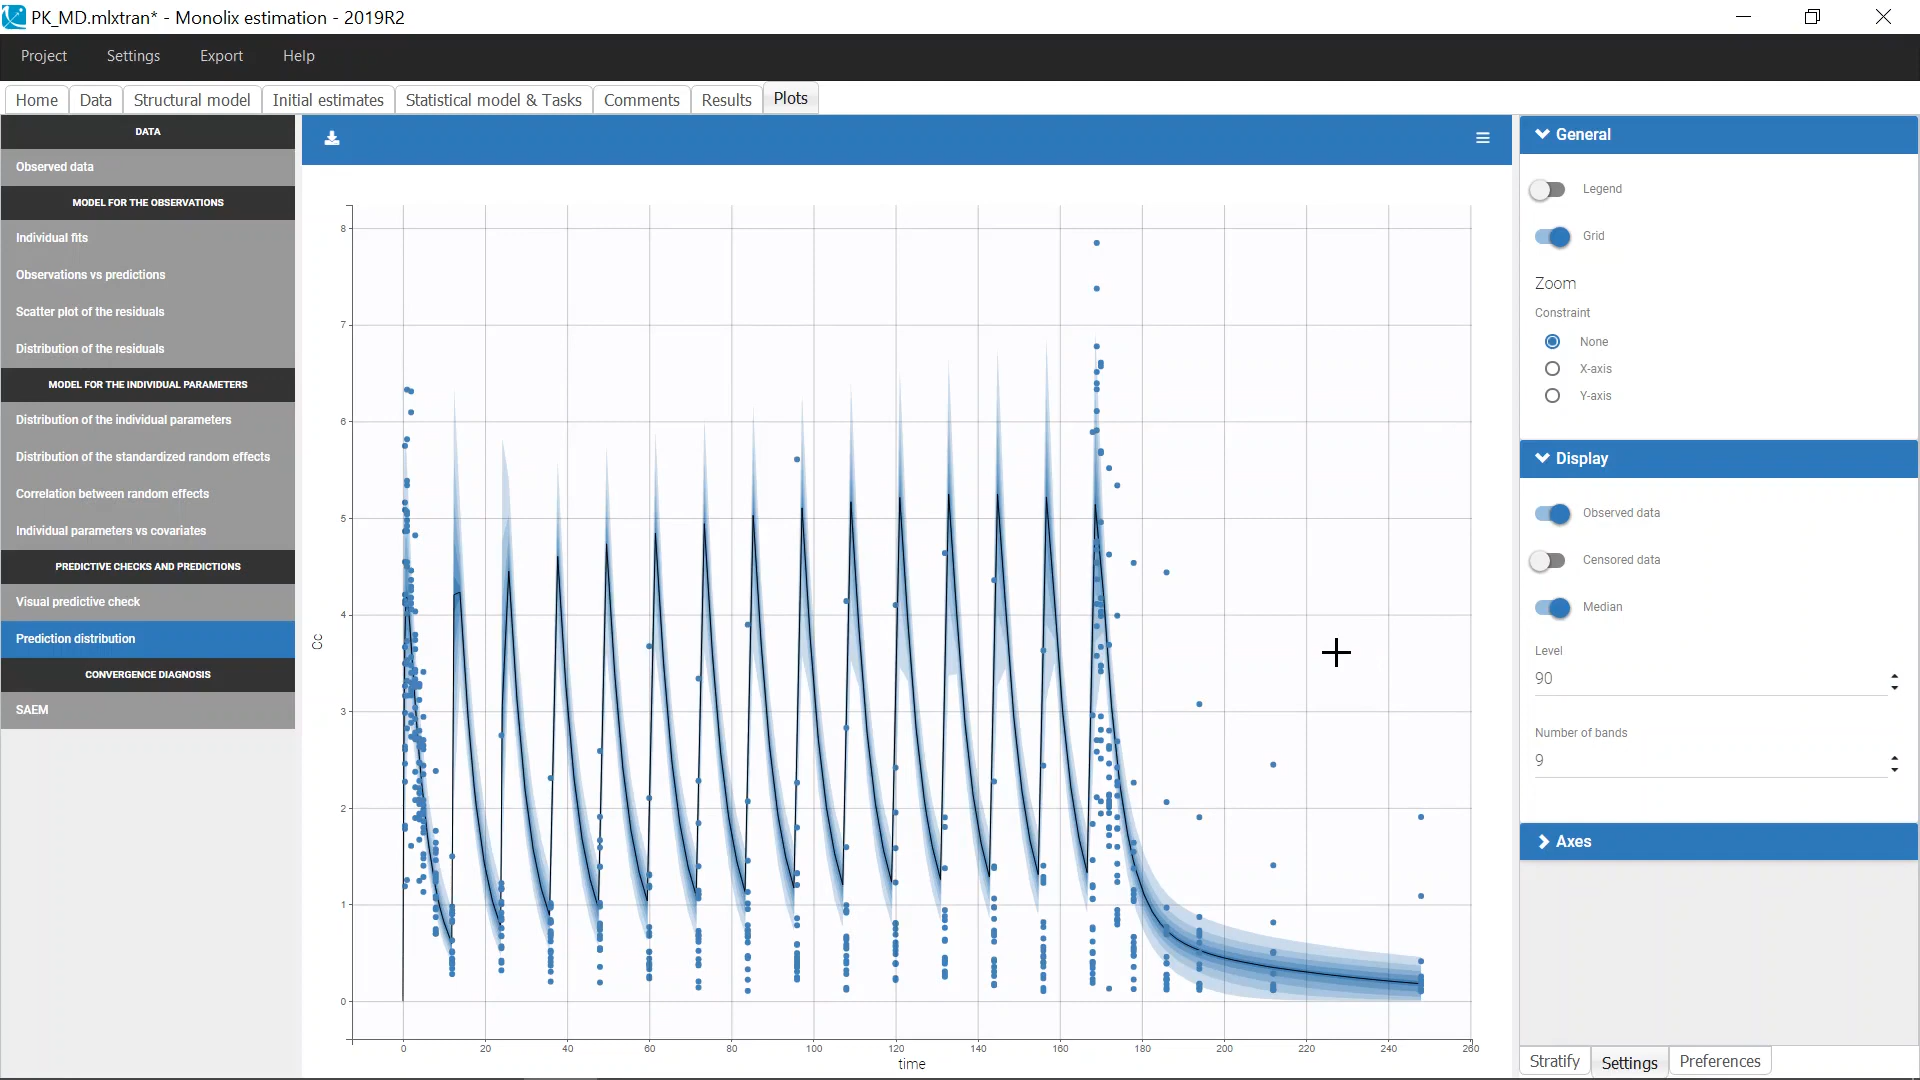 PK_MD.mlxtran* - Monolix estimation - 2019R2
Project Settings Export Help
Home Data Structural model Initial estimates Statistical model & Tasks Comments Results Plots
DATA
Observed data
MODEL FOR THE OBSERVATIONS
Individual fits
Observations vs predictions
Scatter plot of the residuals
Distribution of the residuals
MODEL FOR THE INDIVIDUAL PARAMETERS
Distribution of the individual parameters
Distribution of the standardized random effects
Correlation between random effects
Individual parameters vs covariates
PREDICTIVE CHECKS AND PREDICTIONS
Visual predictive check
Prediction distribution
CONVERGENCE DIAGNOSIS
SAEM
8
7
6
5
4
3
2
1
0
Cc
0 20 40 60 80 100 120 140 160 180 200 220 240 260
time
General
Legend
Grid
Zoom
Constraint
None
X-axis
Y-axis
Display
Observed data
Censored data
Median
Level
90
Number of bands
9
Axes
Stratify Settings Preferences